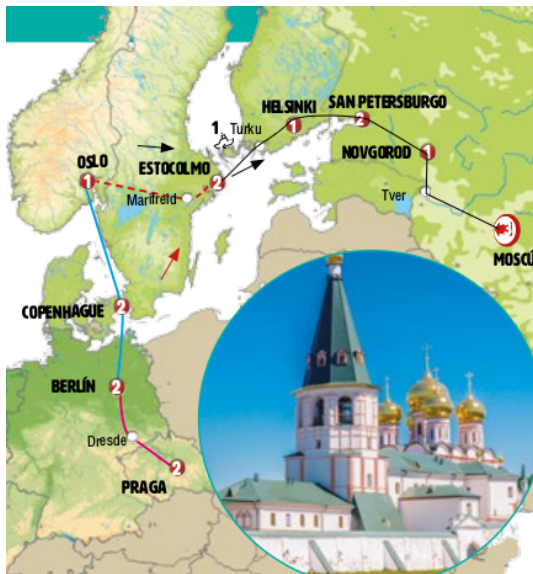 HELSINKI
1
SAN PETERSBURGO
2
1
Turku
NOVGOROD
1
OSLO
1
ESTOCOLMO
2
Marifreid
Tver
3
MOSCÚ
COPENHAGUE
2
BERLÍN
2
Dresde
PRAGA
2